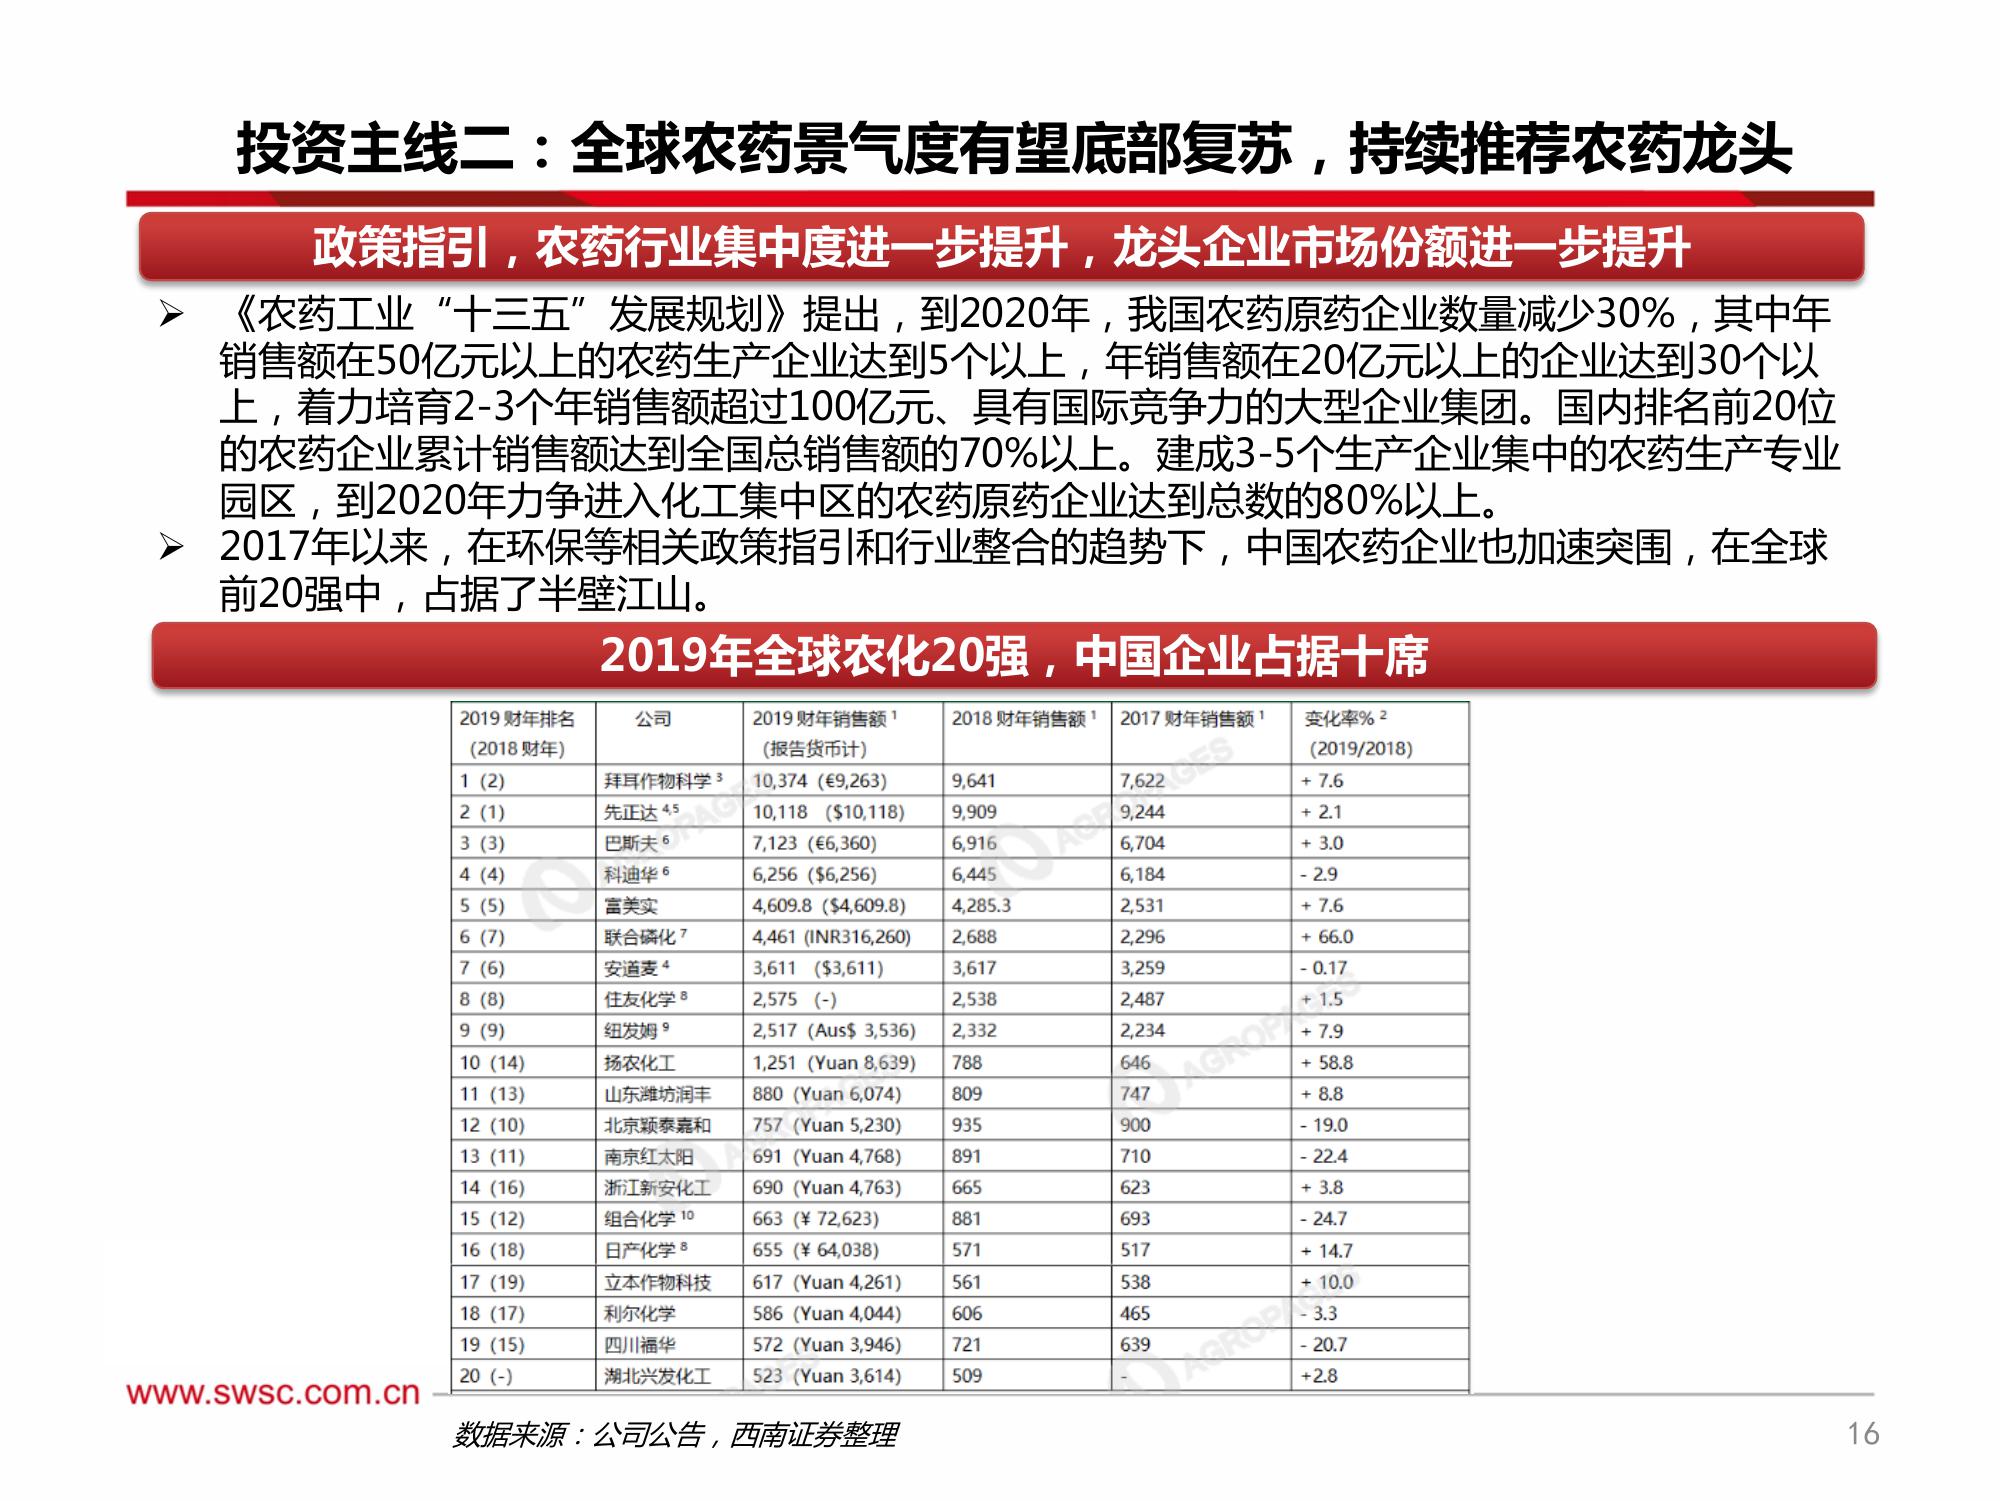 投资主线二：全球农药景气度有望底部复苏，持续推荐农药龙头
政策指引，农药行业集中度进一步提升，龙头企业市场份额进一步提升
➢ 《农药工业“十三五”发展规划》提出，到2020年，我国农药原药企业数量减少30%，其中年
销售额在50亿元以上的农药生产企业达到5个以上，年销售额在20亿元以上的企业达到30个以
上，着力培育2-3个年销售额超过100亿元、具有国际竞争力的大型企业集团。国内排名前20位
的农药企业累计销售额达到全国总销售额的70%以上。建成3-5个生产企业集中的农药生产专业
园区，到2020年力争进入化工集中区的农药原药企业达到总数的80%以上。
➢ 2017年以来，在环保等相关政策指引和行业整合的趋势下，中国农药企业也加速突围，在全球
前20强中，占据了半壁江山。
2019年全球农化20强，中国企业占据十席
2019 财年排名 公司 2019 财年销售额 ¹ 2018 财年销售额 ¹ 2017 财年销售额 ¹ 变化率% ²
(2018 财年) (报告货币计) (2019/2018)
1 (2) 拜耳作物科学 ³ 10,374 (€9,263) 9,641 7,622 + 7.6
2 (1) 先正达 ⁴,⁵ 10,118 ($10,118) 9,909 9,244 + 2.1
3 (3) 巴斯夫 ⁶ 7,123 (€6,360) 6,916 6,704 + 3.0
4 (4) 科迪华 ⁶ 6,256 ($6,256) 6,445 6,184 - 2.9
5 (5) 富美实 4,609.8 ($4,609.8) 4,285.3 2,531 + 7.6
6 (7) 联合磷化 ⁷ 4,461 (INR316,260) 2,688 2,296 + 66.0
7 (6) 安道麦 ⁴ 3,611 ($3,611) 3,617 3,259 - 0.17
8 (8) 住友化学 ⁸ 2,575 (-) 2,538 2,487 + 1.5
9 (9) 纽发姆 ⁹ 2,517 (Aus$ 3,536) 2,332 2,234 + 7.9
10 (14) 扬农化工 1,251 (Yuan 8,639) 788 646 + 58.8
11 (13) 山东潍坊润丰 880 (Yuan 6,074) 809 747 + 8.8
12 (10) 北京颖泰嘉和 757 (Yuan 5,230) 935 900 - 19.0
13 (11) 南京红太阳 691 (Yuan 4,768) 891 710 - 22.4
14 (16) 浙江新安化工 690 (Yuan 4,763) 665 623 + 3.8
15 (12) 组合化学 ¹⁰ 663 (¥ 72,623) 881 693 - 24.7
16 (18) 日产化学 ⁸ 655 (¥ 64,038) 571 517 + 14.7
17 (19) 立本作物科技 617 (Yuan 4,261) 561 538 + 10.0
18 (17) 利尔化学 586 (Yuan 4,044) 606 465 - 3.3
19 (15) 四川福华 572 (Yuan 3,946) 721 639 - 20.7
20 (-) 湖北兴发化工 523 (Yuan 3,614) 509 - +2.8
AGROPAGES
AGROPAGES
AGROPAGES
AGROPAGES
AGROPAGES
www.swsc.com.cn
数据来源：公司公告，西南证券整理
16